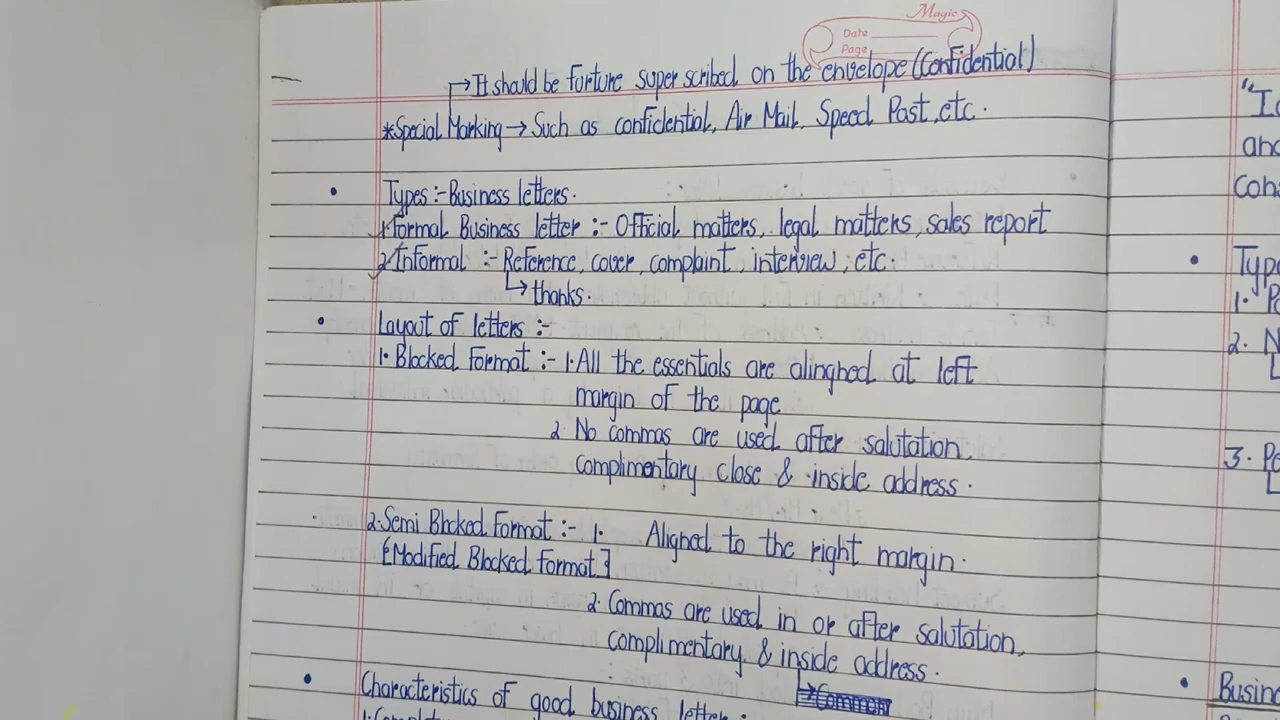 Magic
Date
Page
→ It should be furture super scribed on the envelope (Confidential)
*Special Marking → Such as confidential, Air Mail, Speed Post, etc.
• Types :- Business letters.
1. Formal Business letter :- Official matters, legal matters, sales report
2. Informal :- Reference, cover, complaint, interview, etc.
↳ thanks.
• Layout of letters :-
1. Blocked Format :- 1. All the essentials are alinghed at left
margin of the page
2 No commas are used after salutation.
complimentary close & inside address.
2. Semi Blocked Format :- 1. Aligned to the right margin.
[Modified Blocked Format]
2. Commas are used in or after salutation,
complimentary & inside address.
• Characteristics of good business letter :
"I
and
• Typ
1.
2. N
3.
• Busin